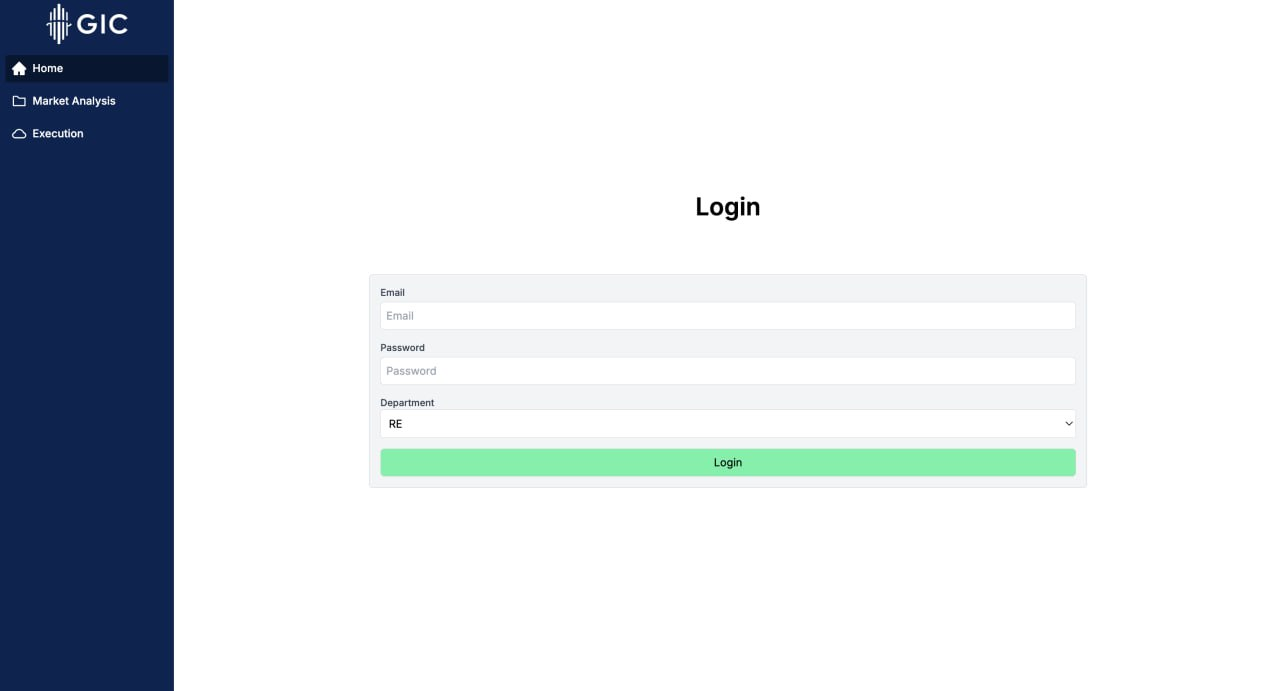 GIC
Home
Market Analysis
Execution
Login
Email
Email
Password
Password
Department
RE
Login